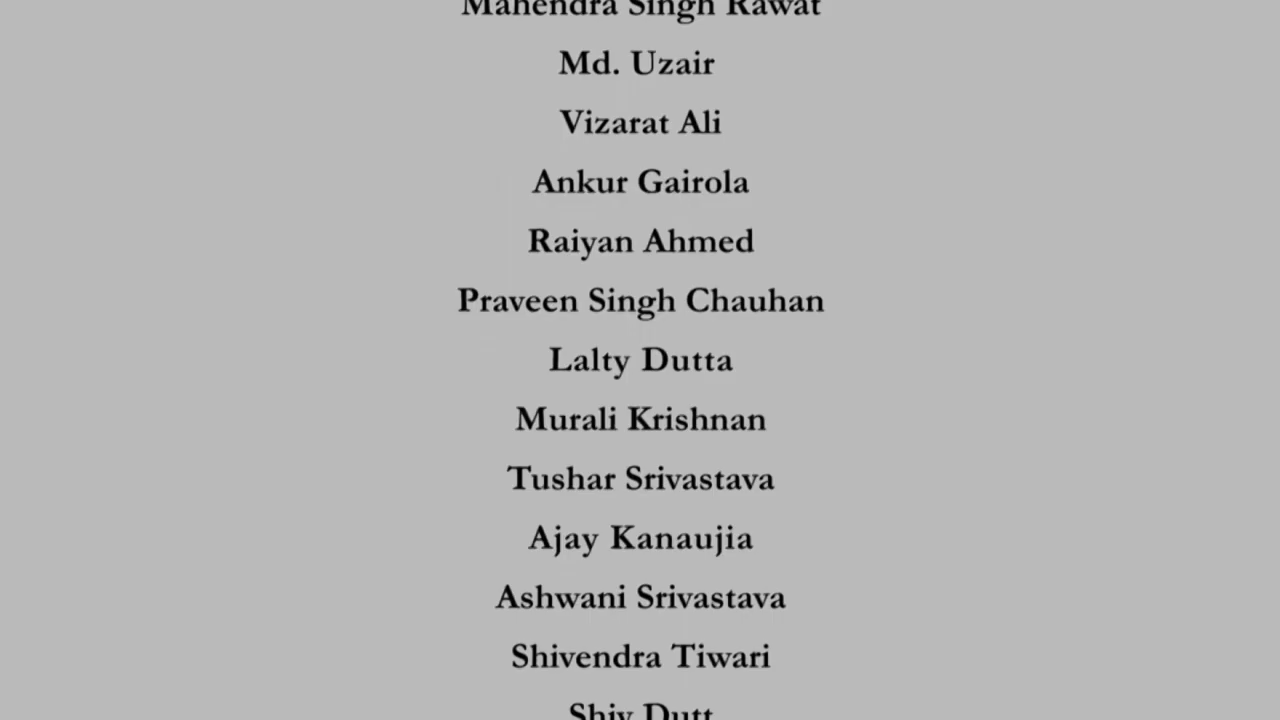 Mahendra Singh Rawat
Md. Uzair
Vizarat Ali
Ankur Gairola
Raiyan Ahmed
Praveen Singh Chauhan
Lalty Dutta
Murali Krishnan
Tushar Srivastava
Ajay Kanaujia
Ashwani Srivastava
Shivendra Tiwari
Shiv Dutt